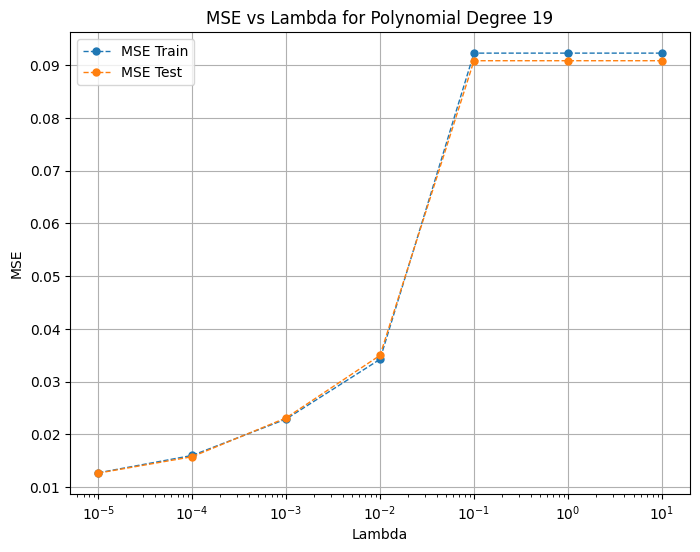 MSE vs Lambda for Polynomial Degree 19
MSE Train
MSE Test
0.09
0.08
0.07
0.06
0.05
0.04
0.03
0.02
0.01
MSE
10⁻⁵ 10⁻⁴ 10⁻³ 10⁻² 10⁻¹ 10⁰ 10¹
Lambda